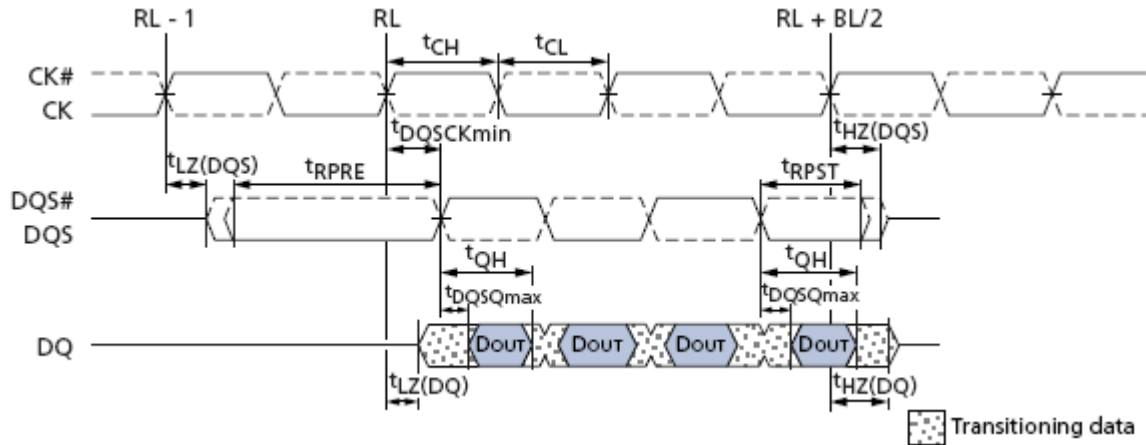 RL - 1 RL RL + BL/2
tCH tCL
CK#
CK
tDQSCKmin tHZ(DQS)
tLZ(DQS) tRPRE tRPST
DQS#
DQS
tQH tQH
tDQSQmax tDQSQmax
DQ DOUT DOUT DOUT DOUT
tLZ(DQ) tHZ(DQ)
Transitioning data